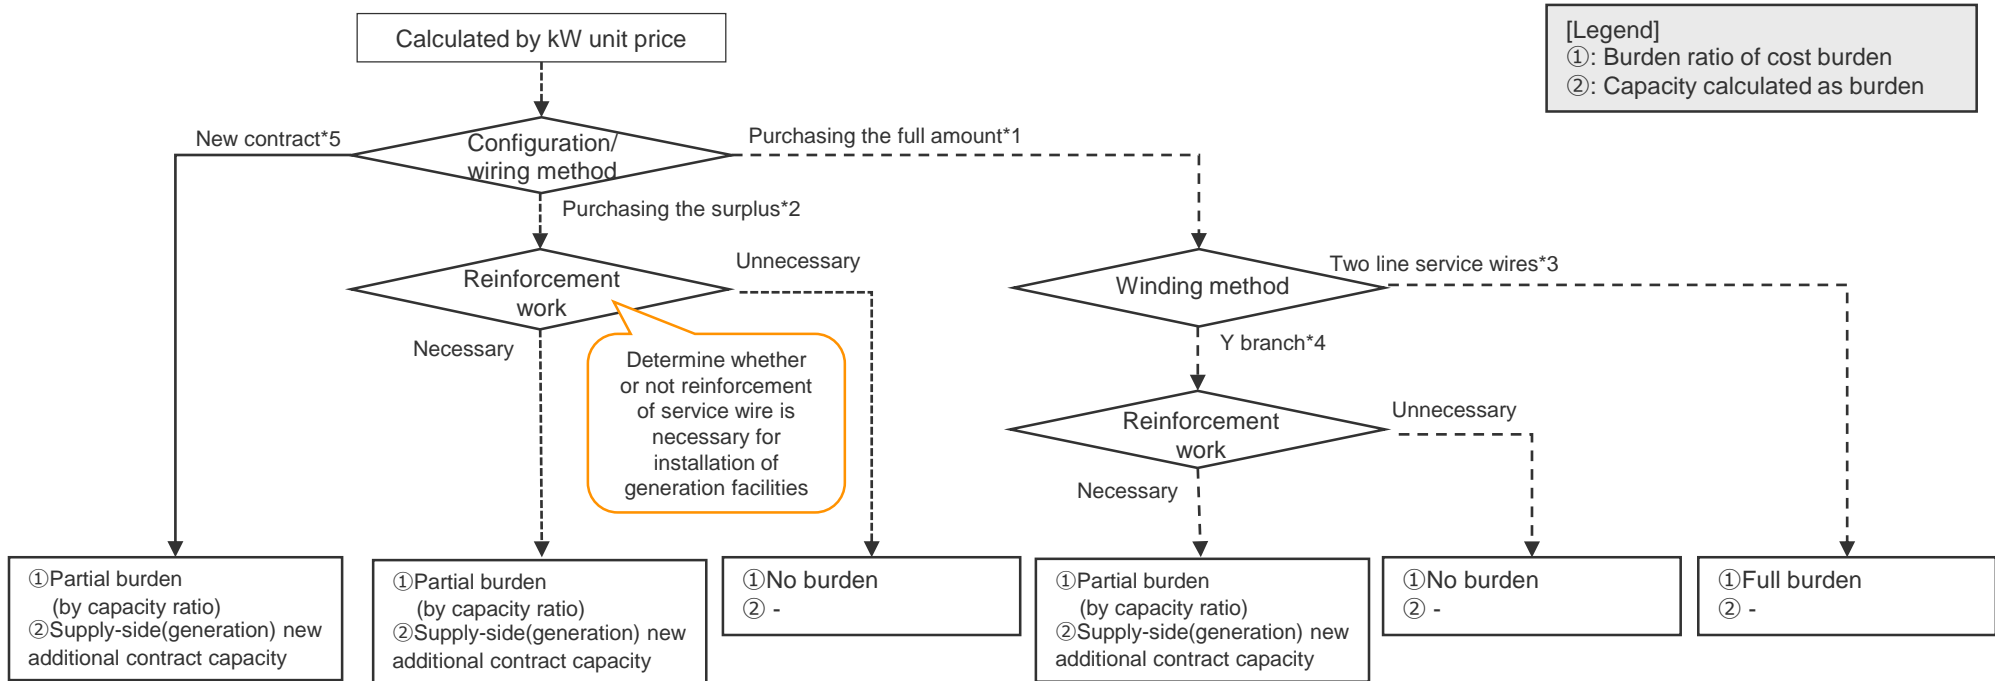 Calculated by kW unit price
[Legend]
①: Burden ratio of cost burden
②: Capacity calculated as burden
New contract*5
Configuration/
wiring method
Purchasing the full amount*1
Purchasing the surplus*2
Reinforcement
work
Unnecessary
Necessary
Determine whether
or not reinforcement
of service wire is
necessary for
installation of
generation facilities
Winding method
Two line service wires*3
Y branch*4
Reinforcement
work
Unnecessary
Necessary
①Partial burden
(by capacity ratio)
②Supply-side(generation) new
additional contract capacity
①Partial burden
(by capacity ratio)
②Supply-side(generation) new
additional contract capacity
①No burden
② -
①Partial burden
(by capacity ratio)
②Supply-side(generation) new
additional contract capacity
①No burden
② -
①Full burden
② -